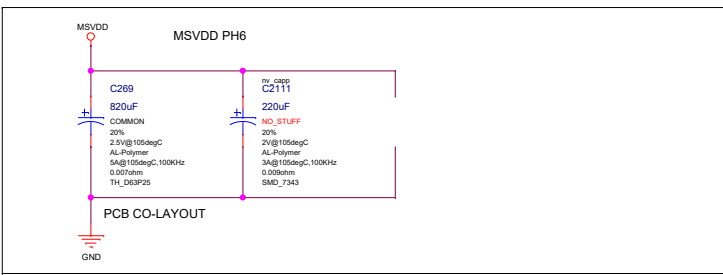 MSVDD
MSVDD PH6
C269
820uF
COMMON
20%
2.5V@105degC
AL-Polymer
5A@105degC,100KHz
0.007ohm
TH_D63P25
nv_capp
C2111
220uF
NO_STUFF
20%
2V@105degC
AL-Polymer
3A@105degC,100KHz
0.009ohm
SMD_7343
PCB CO-LAYOUT
GND